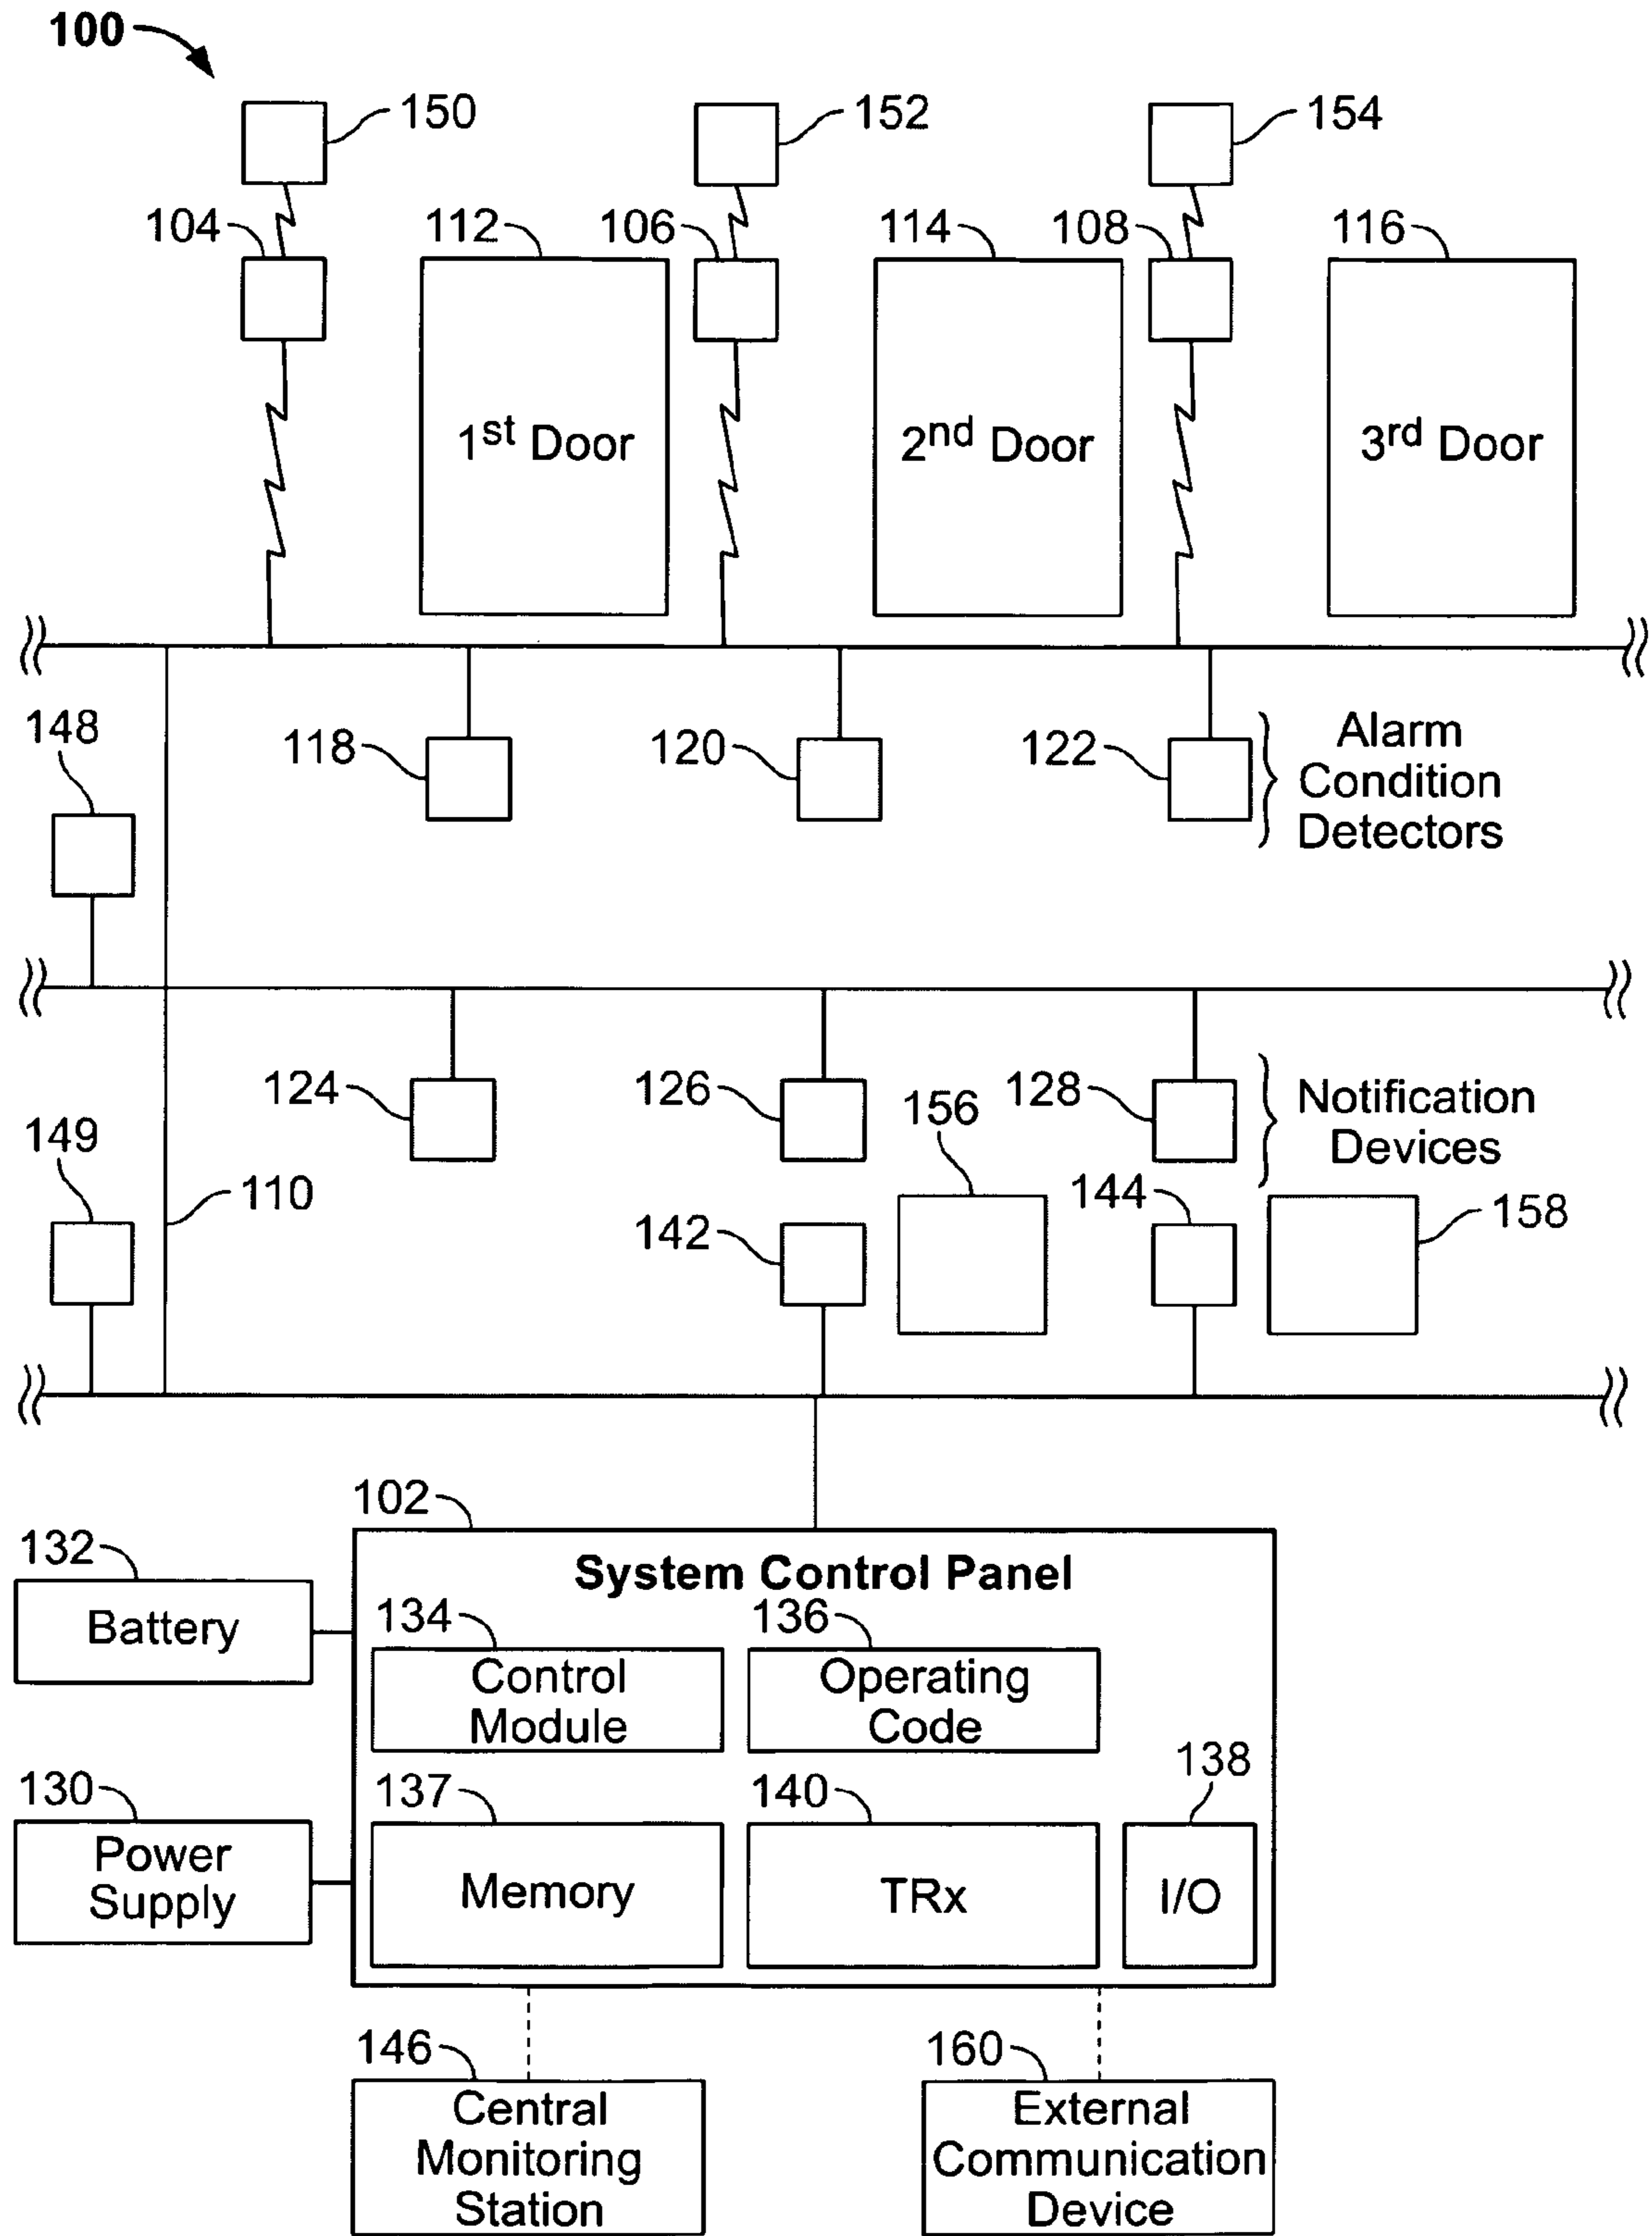 100
150
152
154
104
112
106
114
108
116
1st Door
2nd Door
3rd Door
148
118
120
122
Alarm
Condition
Detectors
124
126
128
Notification
Devices
149
110
156
142
144
158
102
System Control Panel
132
Battery
134
Control
Module
136
Operating
Code
130
Power
Supply
137
Memory
140
TRx
138
I/O
146
Central
Monitoring
Station
160
External
Communication
Device